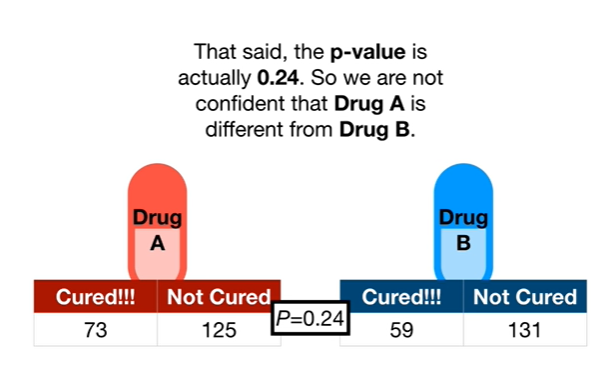 That said, the p-value is
actually 0.24. So we are not
confident that Drug A is
different from Drug B.
Drug
A
Drug
B
Cured!!! Not Cured
73 125
P=0.24
Cured!!! Not Cured
59 131